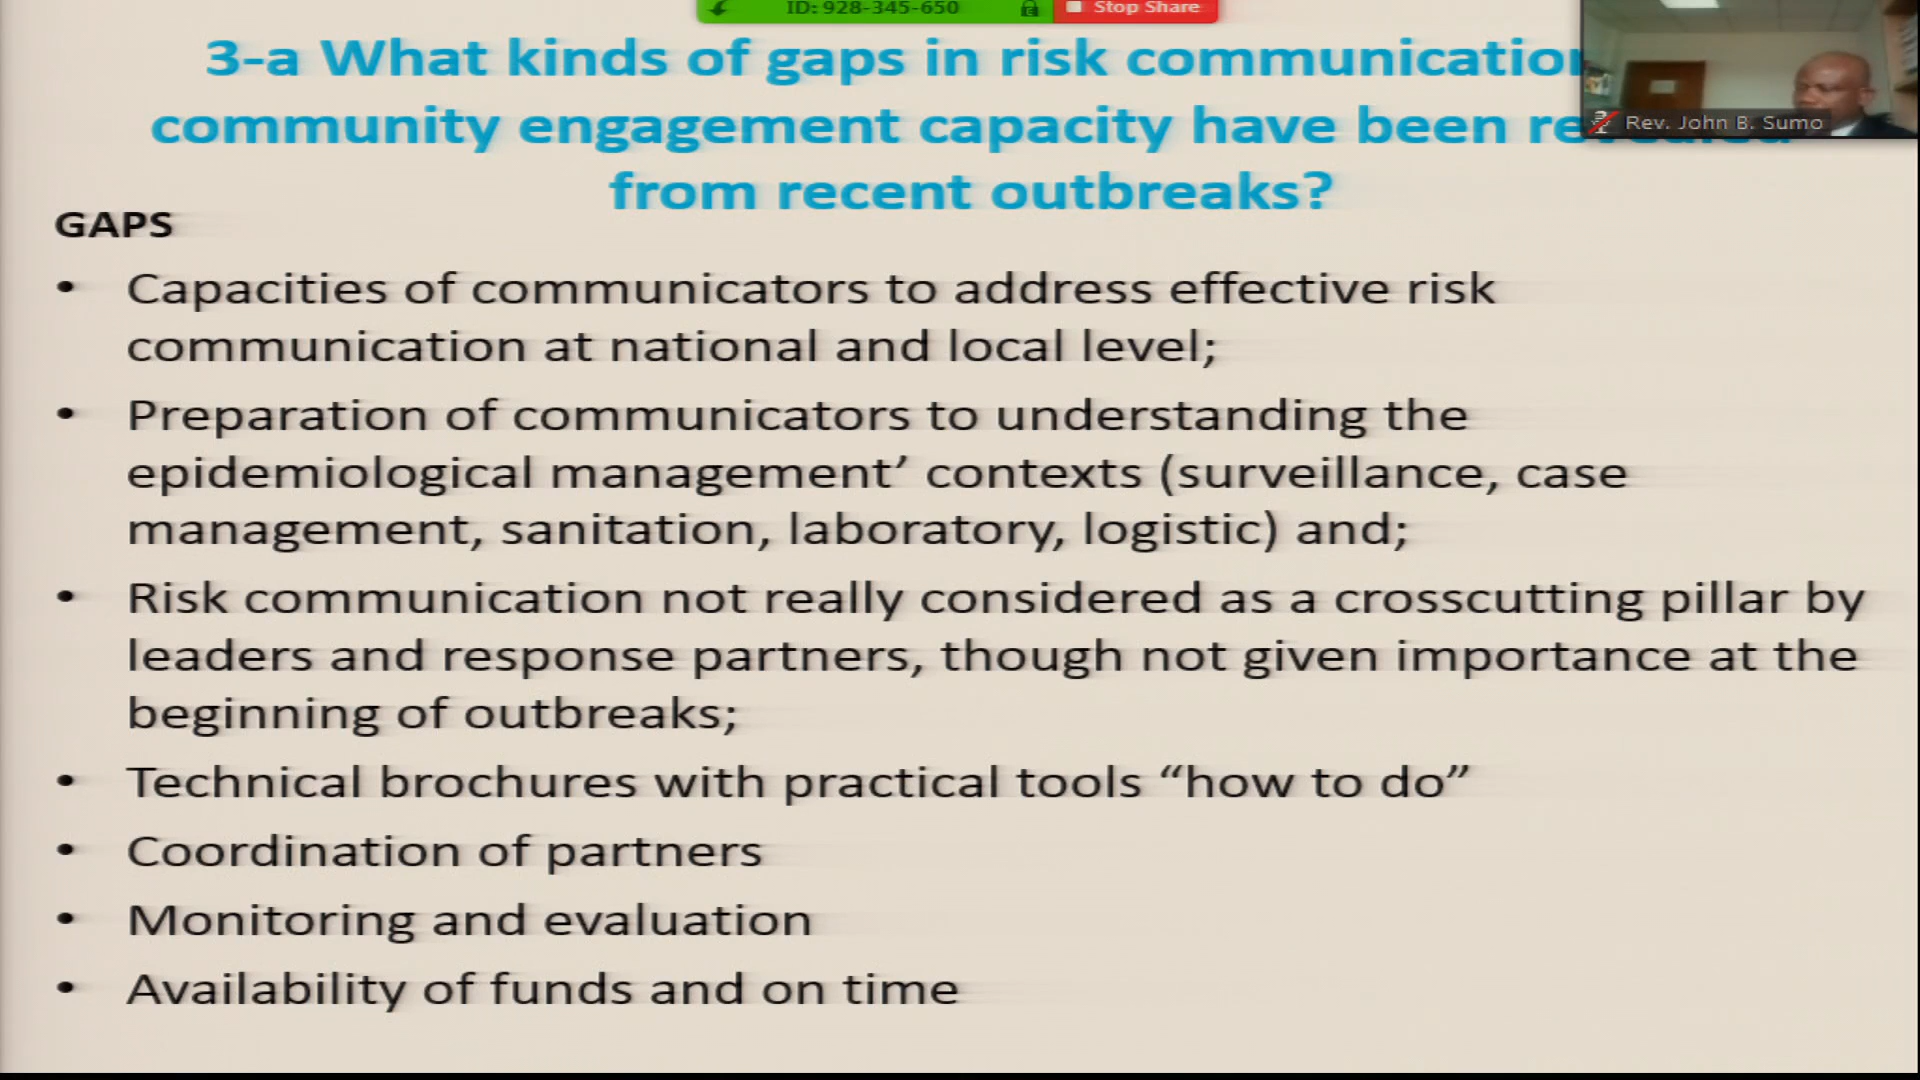 ID: 928-345-650
Stop Share
3-a What kinds of gaps in risk communication
community engagement capacity have been revealed
from recent outbreaks?
Rev. John B. Sumo
GAPS
• Capacities of communicators to address effective risk
communication at national and local level;
• Preparation of communicators to understanding the
epidemiological management’ contexts (surveillance, case
management, sanitation, laboratory, logistic) and;
• Risk communication not really considered as a crosscutting pillar by
leaders and response partners, though not given importance at the
beginning of outbreaks;
• Technical brochures with practical tools “how to do”
• Coordination of partners
• Monitoring and evaluation
• Availability of funds and on time